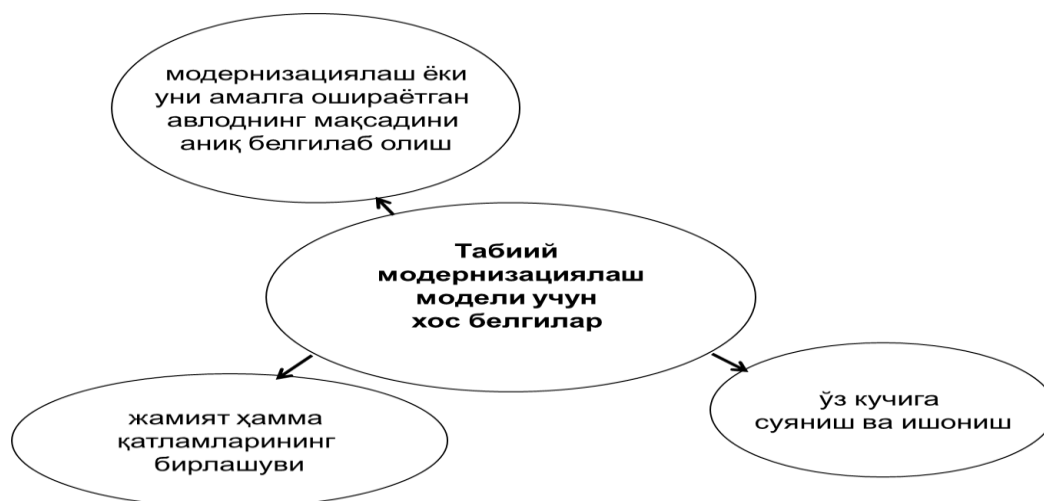 модернизациялаш ёки
уни амалга ошираётган
авлоднинг мақсадини
аниқ белгилаб олиш
Табиий
модернизациялаш
модели учун
хос белгилар
жамият ҳамма
қатламларининг
бирлашуви
ўз кучига
суяниш ва ишониш